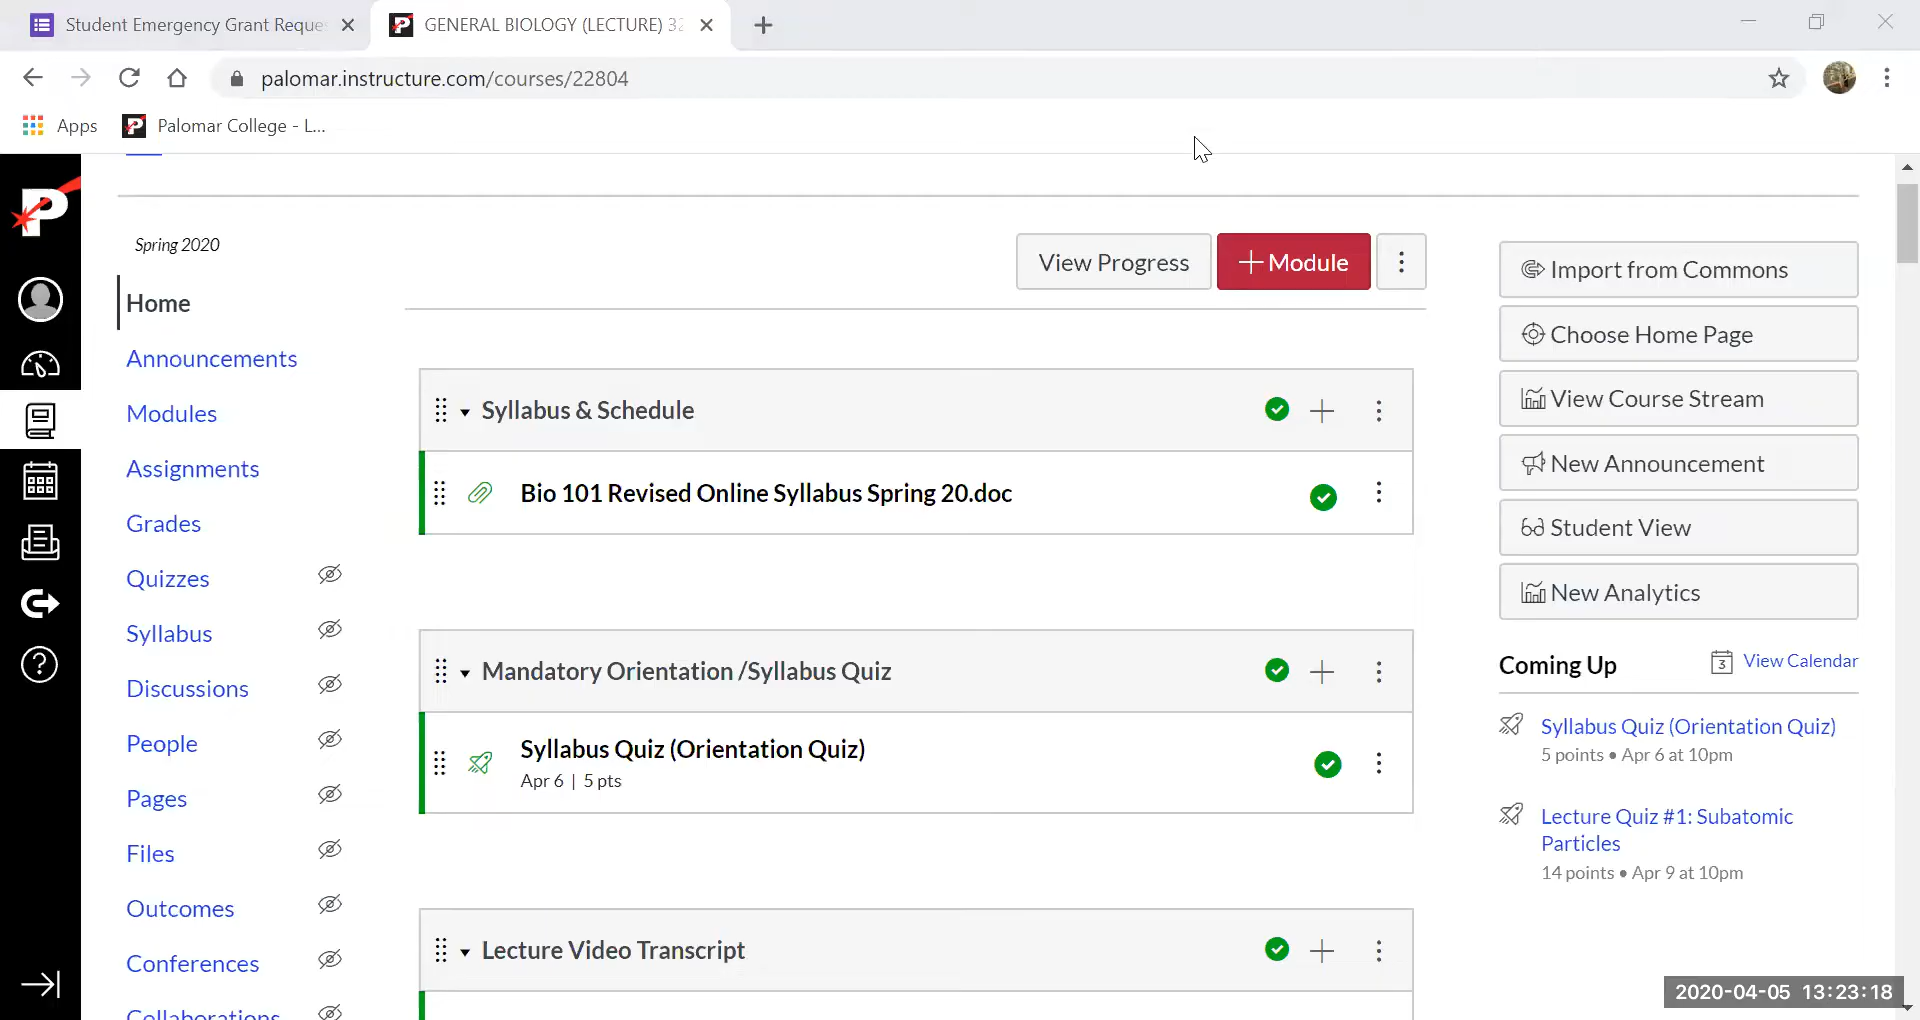 Student Emergency Grant Reque
GENERAL BIOLOGY (LECTURE) 32
palomar.instructure.com/courses/22804
Apps
Palomar College - L...
Spring 2020
View Progress
+ Module
Home
Announcements
Modules
Assignments
Grades
Quizzes
Syllabus
Discussions
People
Pages
Files
Outcomes
Conferences
Collaborations
Syllabus & Schedule
Bio 101 Revised Online Syllabus Spring 20.doc
Mandatory Orientation /Syllabus Quiz
Syllabus Quiz (Orientation Quiz)
Apr 6 | 5 pts
Lecture Video Transcript
Import from Commons
Choose Home Page
View Course Stream
New Announcement
Student View
New Analytics
Coming Up
3 View Calendar
Syllabus Quiz (Orientation Quiz)
5 points • Apr 6 at 10pm
Lecture Quiz #1: Subatomic
Particles
14 points • Apr 9 at 10pm
2020-04-05 13:23:18